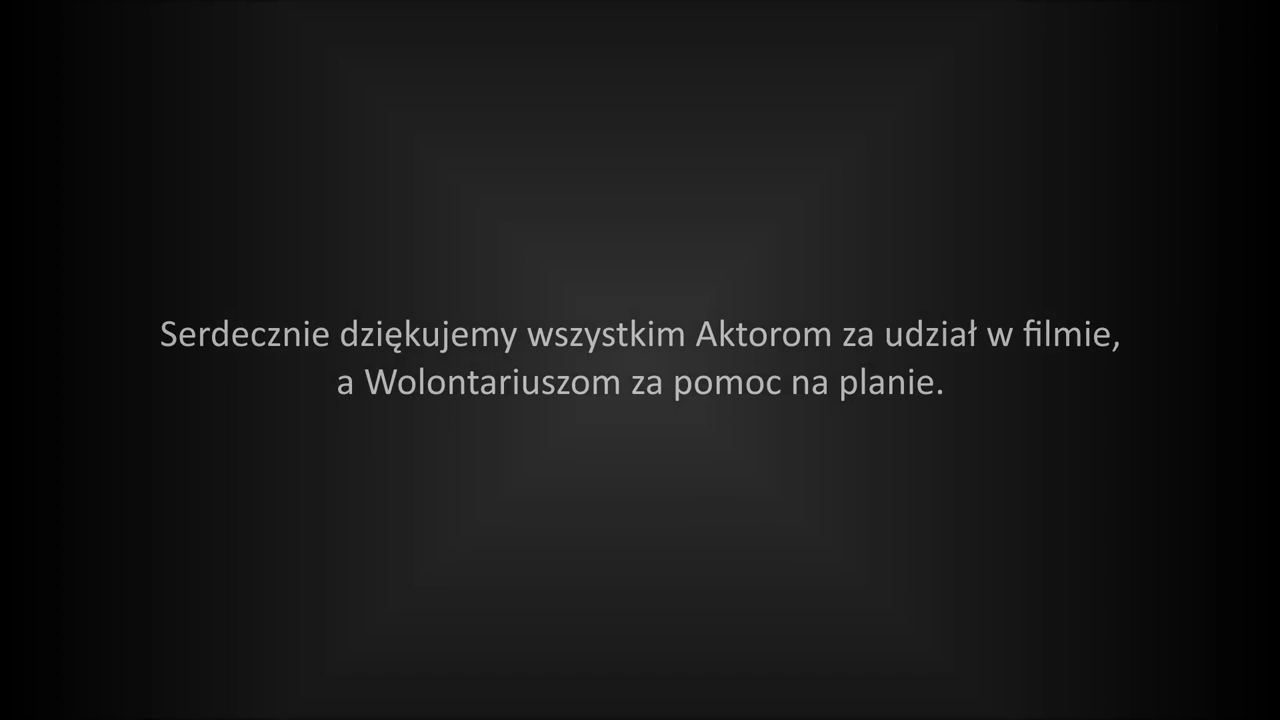 Serdecznie dziękujemy wszystkim Aktorom za udział w filmie,
a Wolontariuszom za pomoc na planie.